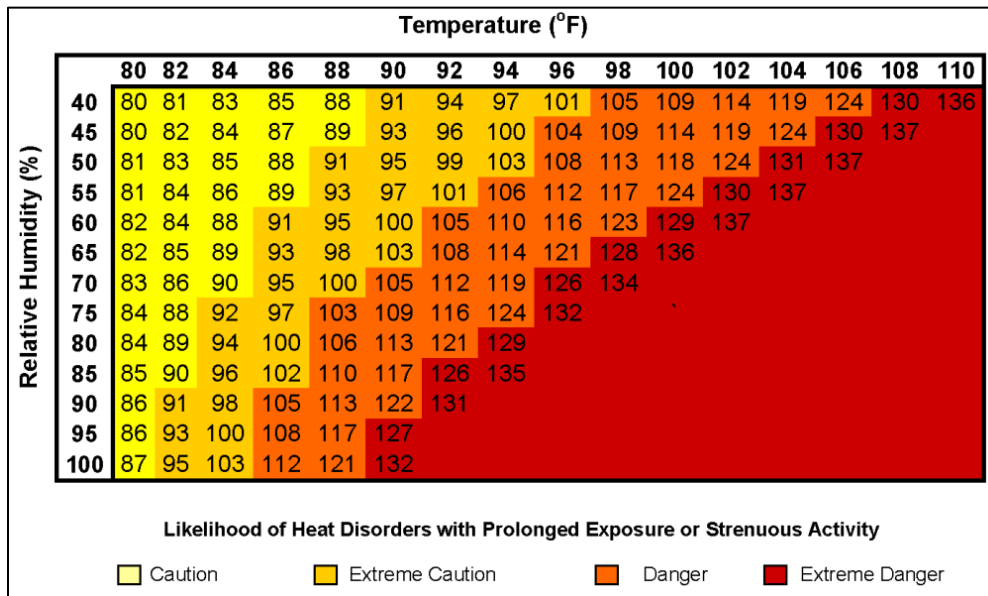 Temperature (°F)
80 82 84 86 88 90 92 94 96 98 100 102 104 106 108 110
Relative Humidity (%)
40 80 81 83 85 88 91 94 97 101 105 109 114 119 124 130 136
45 80 82 84 87 89 93 96 100 104 109 114 119 124 130 137
50 81 83 85 88 91 95 99 103 108 113 118 124 131 137
55 81 84 86 89 93 97 101 106 112 117 124 130 137
60 82 84 88 91 95 100 105 110 116 123 129 137
65 82 85 89 93 98 103 108 114 121 128 136
70 83 86 90 95 100 105 112 119 126 134
75 84 88 92 97 103 109 116 124 132
80 84 89 94 100 106 113 121 129
85 85 90 96 102 110 117 126 135
90 86 91 98 105 113 122 131
95 86 93 100 108 117 127
100 87 95 103 112 121 132
Likelihood of Heat Disorders with Prolonged Exposure or Strenuous Activity
Caution Extreme Caution Danger Extreme Danger